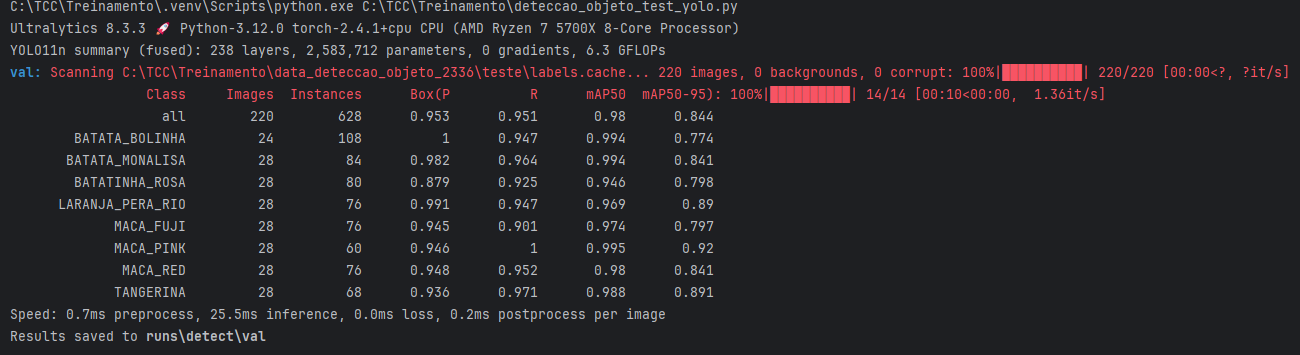 C:\TCC\Treinamento\.venv\Scripts\python.exe C:\TCC\Treinamento\deteccao_objeto_test_yolo.py
Ultralytics 8.3.3 🚀 Python-3.12.0 torch-2.4.1+cpu CPU (AMD Ryzen 7 5700X 8-Core Processor)
YOLO11n summary (fused): 238 layers, 2,583,712 parameters, 0 gradients, 6.3 GFLOPs
val: Scanning C:\TCC\Treinamento\data_deteccao_objeto_2336\teste\labels.cache... 220 images, 0 backgrounds, 0 corrupt: 100%|██████████| 220/220 [00:00<?, ?it/s]
Class Images Instances Box(P R mAP50 mAP50-95): 100%|██████████| 14/14 [00:10<00:00, 1.36it/s]
all 220 628 0.953 0.951 0.98 0.844
BATATA_BOLINHA 24 108 1 0.947 0.994 0.774
BATATA_MONALISA 28 84 0.982 0.964 0.994 0.841
BATATINHA_ROSA 28 80 0.879 0.925 0.946 0.798
LARANJA_PERA_RIO 28 76 0.991 0.947 0.969 0.89
MACA_FUJI 28 76 0.945 0.901 0.974 0.797
MACA_PINK 28 60 0.946 1 0.995 0.92
MACA_RED 28 76 0.948 0.952 0.98 0.841
TANGERINA 28 68 0.936 0.971 0.988 0.891
Speed: 0.7ms preprocess, 25.5ms inference, 0.0ms loss, 0.2ms postprocess per image
Results saved to runs\detect\val